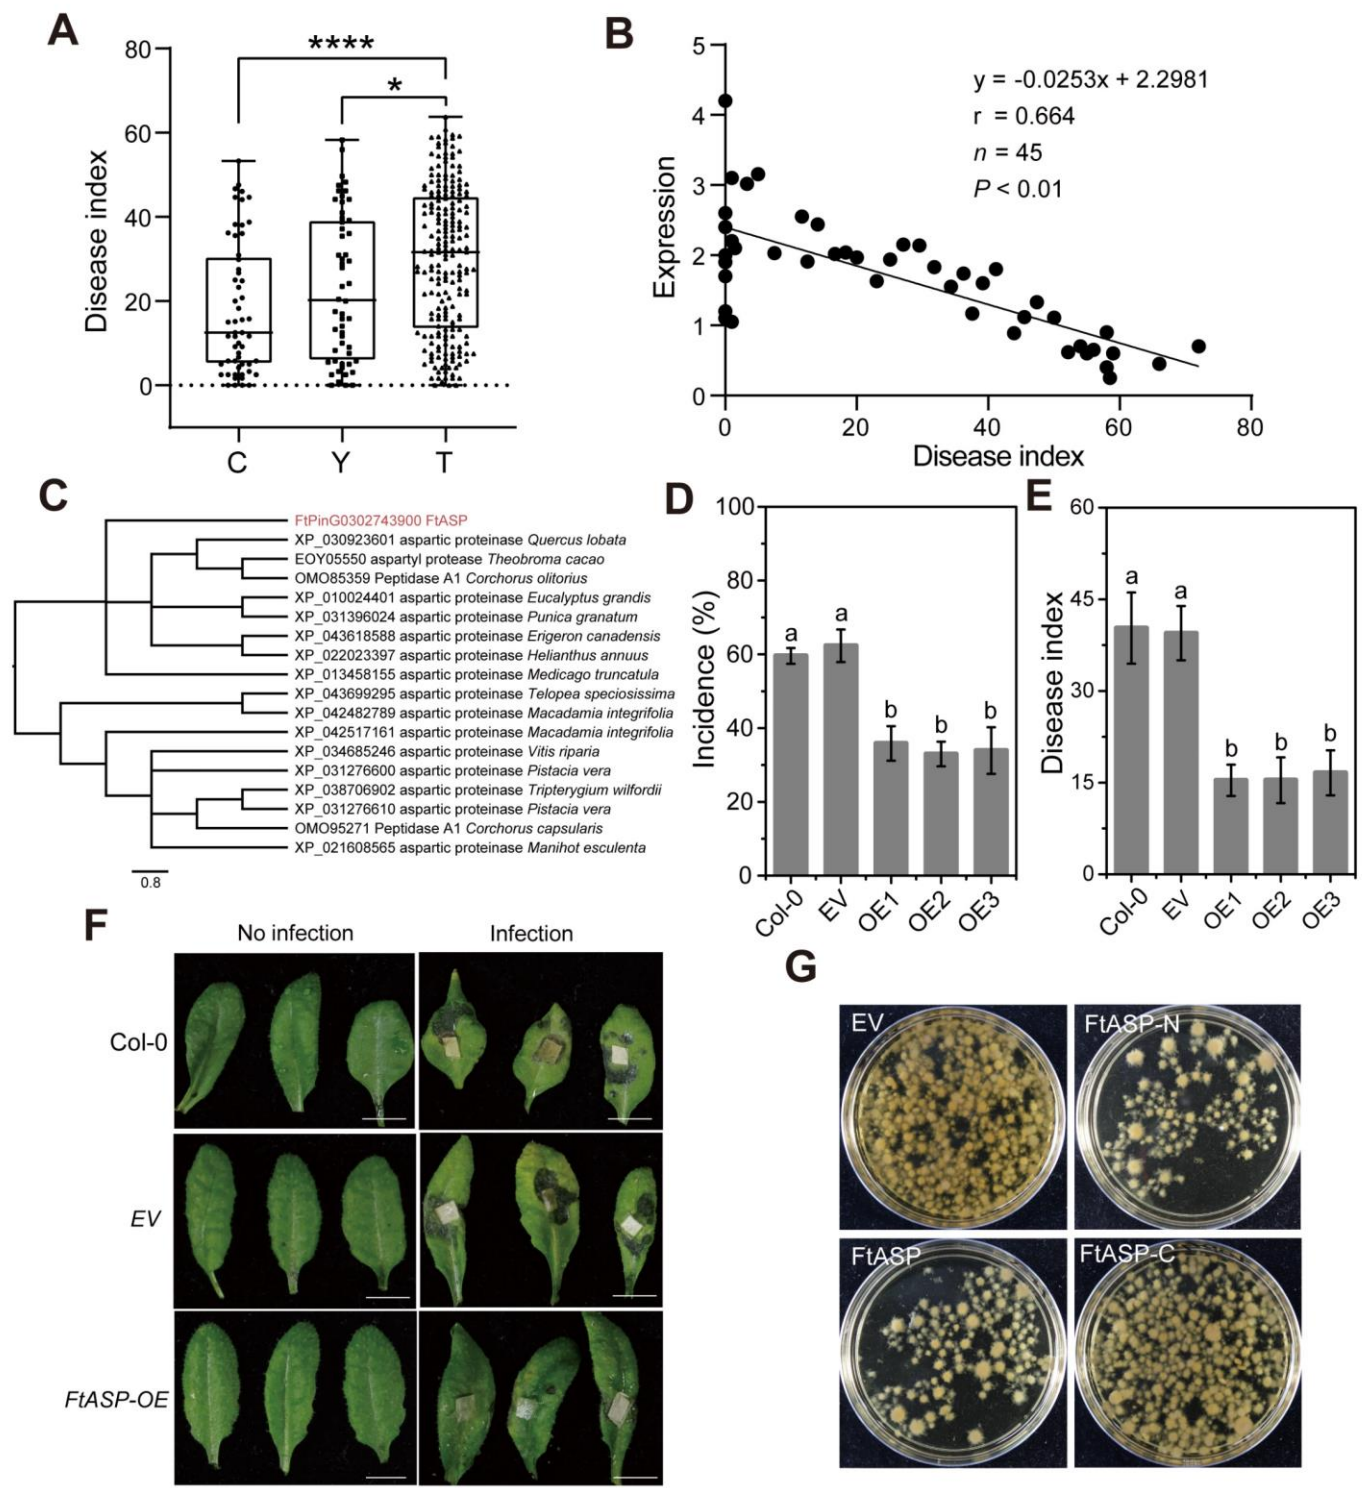 A
80
60
40
20
0
Disease index
****
*
C
Y
T
B
5
4
3
2
1
0
Expression
y = -0.0253x + 2.2981
r = 0.664
n = 45
P < 0.01
0
20
40
60
80
Disease index
C
FtPinG0302743900 FtASP
XP_030923601 aspartic proteinase Quercus lobata
EOY05550 aspartyl protease Theobroma cacao
OMO85359 Peptidase A1 Corchorus olitorius
XP_010024401 aspartic proteinase Eucalyptus grandis
XP_031396024 aspartic proteinase Punica granatum
XP_043618588 aspartic proteinase Erigeron canadensis
XP_022023397 aspartic proteinase Helianthus annuus
XP_013458155 aspartic proteinase Medicago truncatula
XP_043699295 aspartic proteinase Telopea speciosissima
XP_042482789 aspartic proteinase Macadamia integrifolia
XP_042517161 aspartic proteinase Macadamia integrifolia
XP_034685246 aspartic proteinase Vitis riparia
XP_031276600 aspartic proteinase Pistacia vera
XP_038706902 aspartic proteinase Tripterygium wilfordii
XP_031276610 aspartic proteinase Pistacia vera
OMO95271 Peptidase A1 Corchorus capsularis
XP_021608565 aspartic proteinase Manihot esculenta
0.8
D
100
80
60
40
20
0
Incidence (%)
a
a
b
b
b
Col-0
EV
OE1
OE2
OE3
E
60
45
30
15
0
Disease index
a
a
b
b
b
Col-0
EV
OE1
OE2
OE3
F
No infection
Infection
Col-0
EV
FtASP-OE
G
EV
FtASP-N
FtASP
FtASP-C